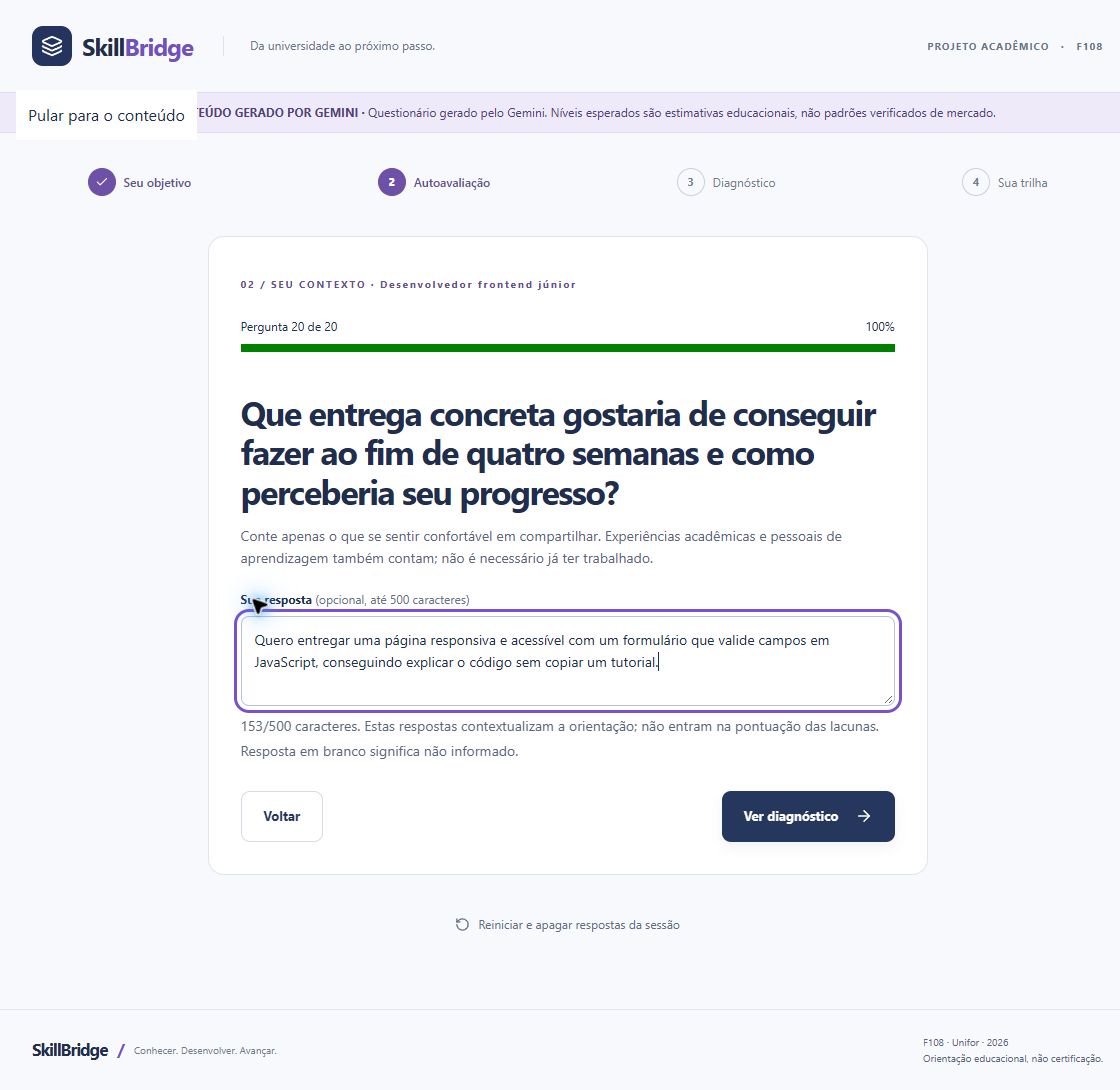 SkillBridge
Da universidade ao próximo passo.
PROJETO ACADÊMICO · F108
Pular para o conteúdo
EÚDO GERADO POR GEMINI · Questionário gerado pelo Gemini. Níveis esperados são estimativas educacionais, não padrões verificados de mercado.
Seu objetivo
2 Autoavaliação
3 Diagnóstico
4 Sua trilha
02 / SEU CONTEXTO · Desenvolvedor frontend júnior
Pergunta 20 de 20
100%
Que entrega concreta gostaria de conseguir
fazer ao fim de quatro semanas e como
perceberia seu progresso?
Conte apenas o que se sentir confortável em compartilhar. Experiências acadêmicas e pessoais de
aprendizagem também contam; não é necessário já ter trabalhado.
Sua resposta (opcional, até 500 caracteres)
Quero entregar uma página responsiva e acessível com um formulário que valide campos em
JavaScript, conseguindo explicar o código sem copiar um tutorial.
153/500 caracteres. Estas respostas contextualizam a orientação; não entram na pontuação das lacunas.
Resposta em branco significa não informado.
Voltar
Ver diagnóstico
Reiniciar e apagar respostas da sessão
SkillBridge / Conhecer. Desenvolver. Avançar.
F108 · Unifor · 2026
Orientação educacional, não certificação.